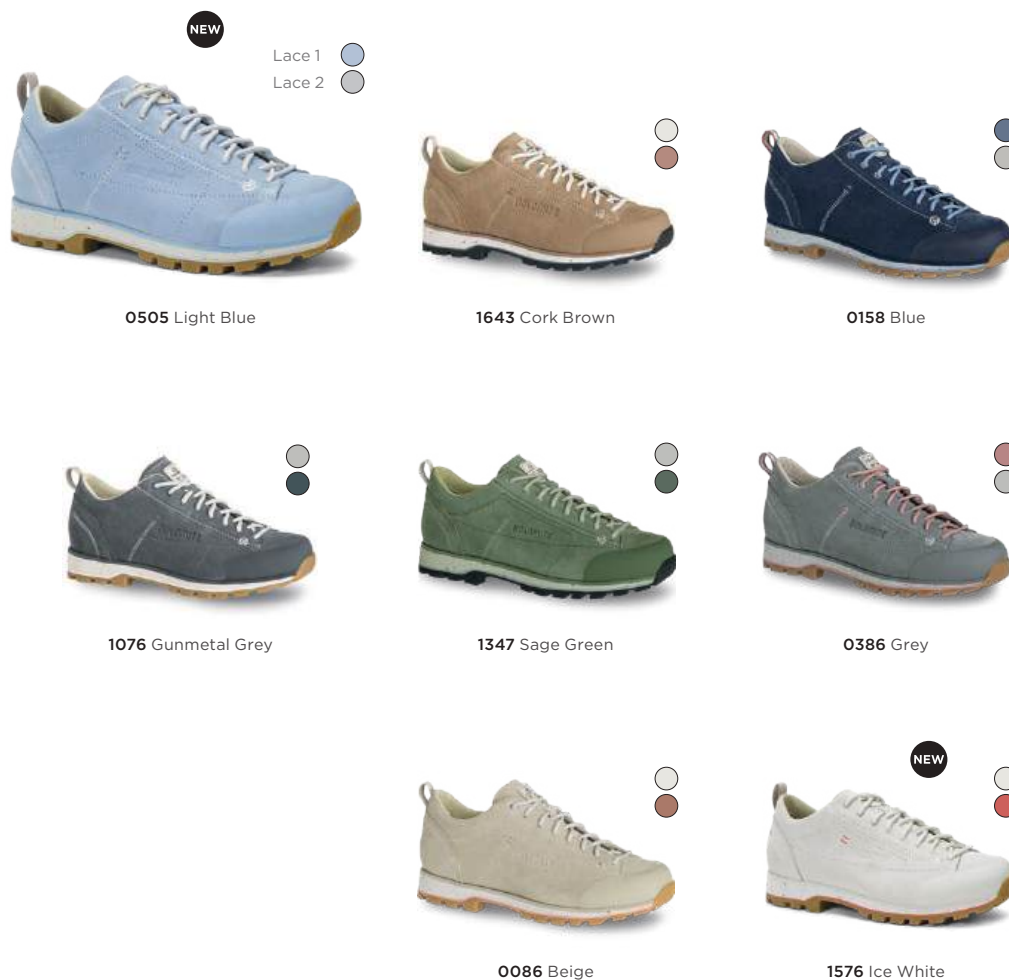 NEW
Lace 1
Lace 2
0505 Light Blue
1643 Cork Brown
0158 Blue
DOLOMITE
1076 Gunmetal Grey
1347 Sage Green
0386 Grey
NEW
0086 Beige
1576 Ice White